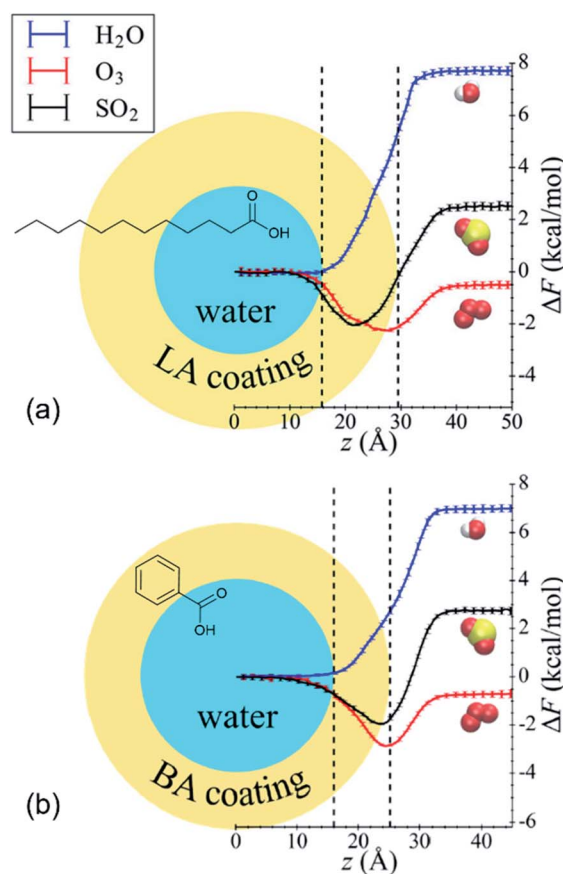 H₂O
O₃
SO₂
O
OH
water
LA coating
8
6
4
2
0
-2
-4
ΔF (kcal/mol)
0 10 20 30 40 50
z (Å)
(a)
O
OH
water
BA coating
8
6
4
2
0
-2
-4
-6
ΔF (kcal/mol)
0 10 20 30 40
z (Å)
(b)